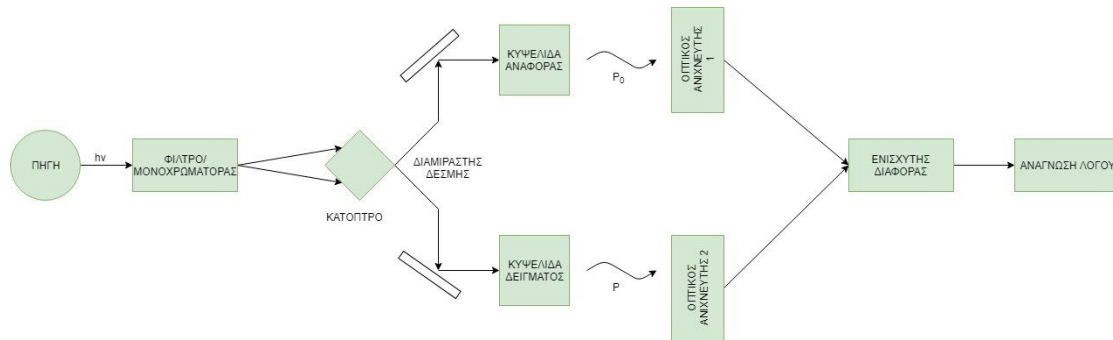 ΠΗΓΗ
hv
ΦΙΛΤΡΟ/
ΜΟΝΟΧΡΩΜΑΤΟΡΑΣ
ΚΑΤΟΠΤΡΟ
ΔΙΑΜΙΡΑΣΤΗΣ
ΔΕΣΜΗΣ
ΚΥΨΕΛΙΔΑ
ΑΝΑΦΟΡΑΣ
P₀
ΟΠΤΙΚΟΣ
ΑΝΙΧΝΕΥΤΗΣ
1
ΚΥΨΕΛΙΔΑ
ΔΕΙΓΜΑΤΟΣ
P
ΟΠΤΙΚΟΣ
ΑΝΙΧΝΕΥΤΗΣ 2
ΕΝΙΣΧΥΤΗΣ
ΔΙΑΦΟΡΑΣ
ΑΝΑΓΝΩΣΗ ΛΟΓΟΥ